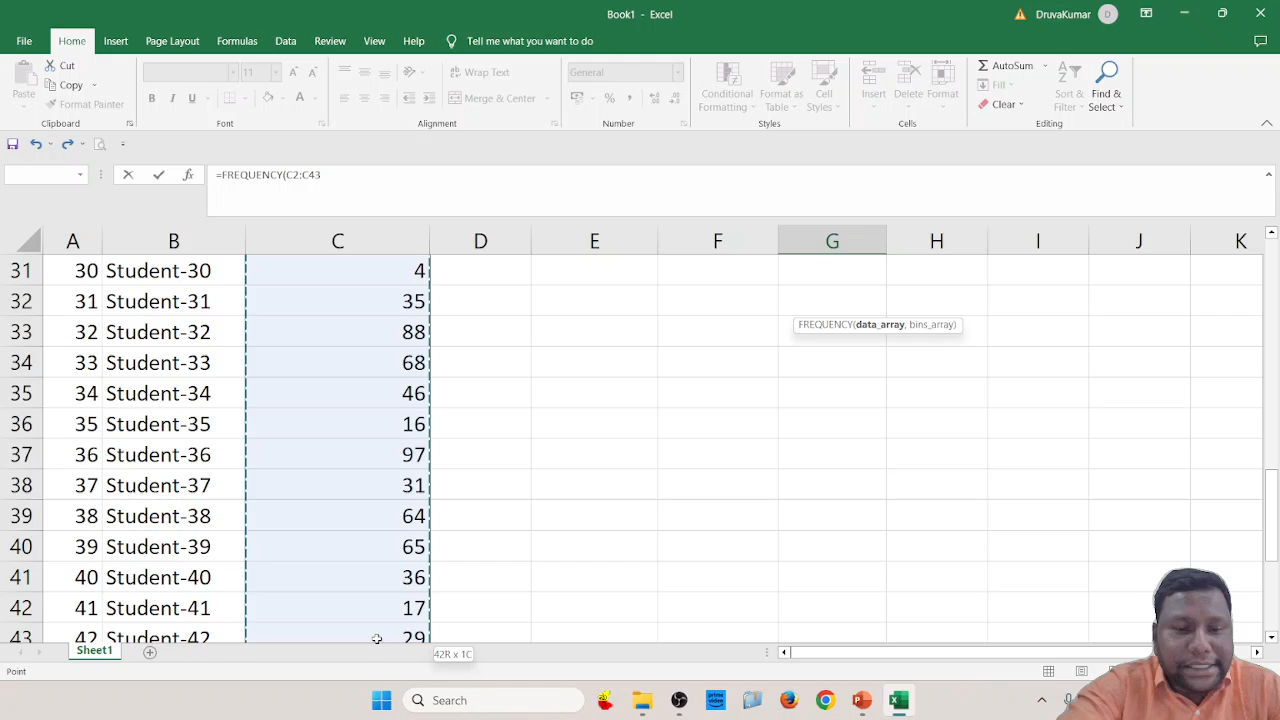 Book1 - Excel
DruvaKumar D
File Home Insert Page Layout Formulas Data Review View Help Tell me what you want to do
Paste Cut Copy Format Painter Clipboard
11 A A B I U A Font
Wrap Text Merge & Center Alignment
General % Number
Conditional Formatting Format as Table Cell Styles Styles
Insert Delete Format Cells
AutoSum Fill Clear Sort & Filter Find & Select Editing
fx =FREQUENCY(C2:C43
A B C D E F G H I J K
31 30 Student-30 4
32 31 Student-31 35
FREQUENCY(data_array, bins_array)
33 32 Student-32 88
34 33 Student-33 68
35 34 Student-34 46
36 35 Student-35 16
37 36 Student-36 97
38 37 Student-37 31
39 38 Student-38 64
40 39 Student-39 65
41 40 Student-40 36
42 41 Student-41 17
43 42 Student-42 29
Sheet1 42R x 1C
Point
Search prime video